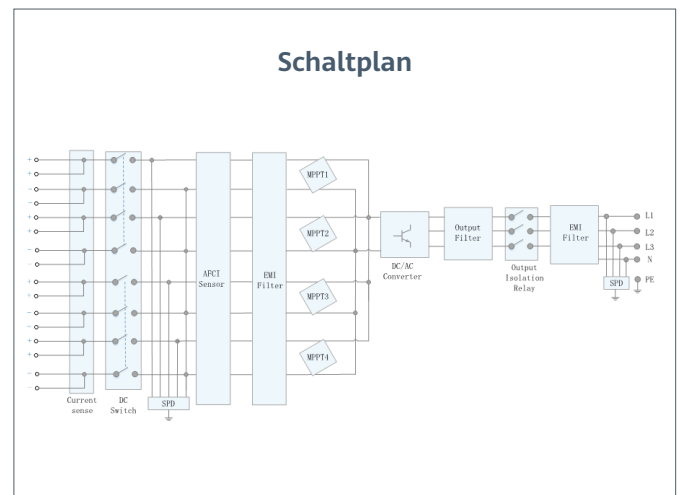 Schaltplan
+
+
-
-
+
+
-
-
+
+
-
-
+
+
-
-
Current
sense
DC
Switch
SPD
AFCI
Sensor
EMI
Filter
MPPT1
MPPT2
MPPT3
MPPT4
DC/AC
Converter
Output
Filter
Output
Isolation
Relay
EMI
Filter
L1
L2
L3
N
PE
SPD